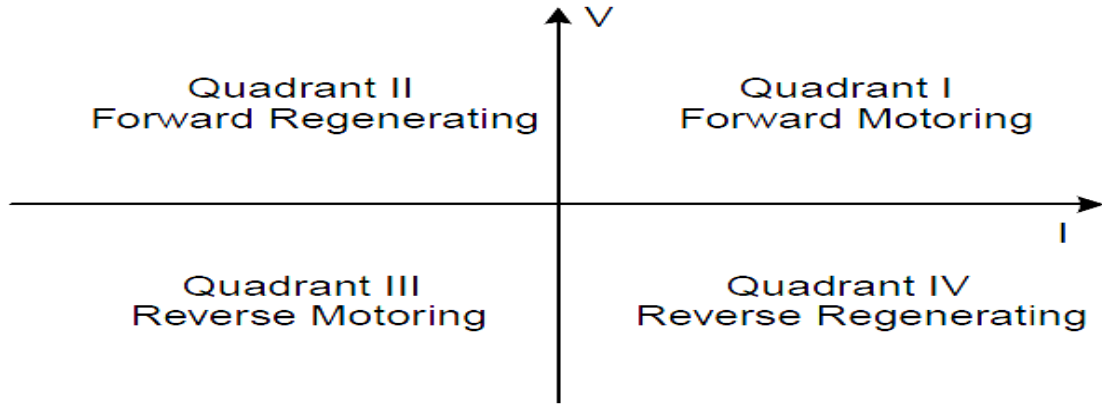 V
Quadrant II
Forward Regenerating
Quadrant I
Forward Motoring
I
Quadrant III
Reverse Motoring
Quadrant IV
Reverse Regenerating